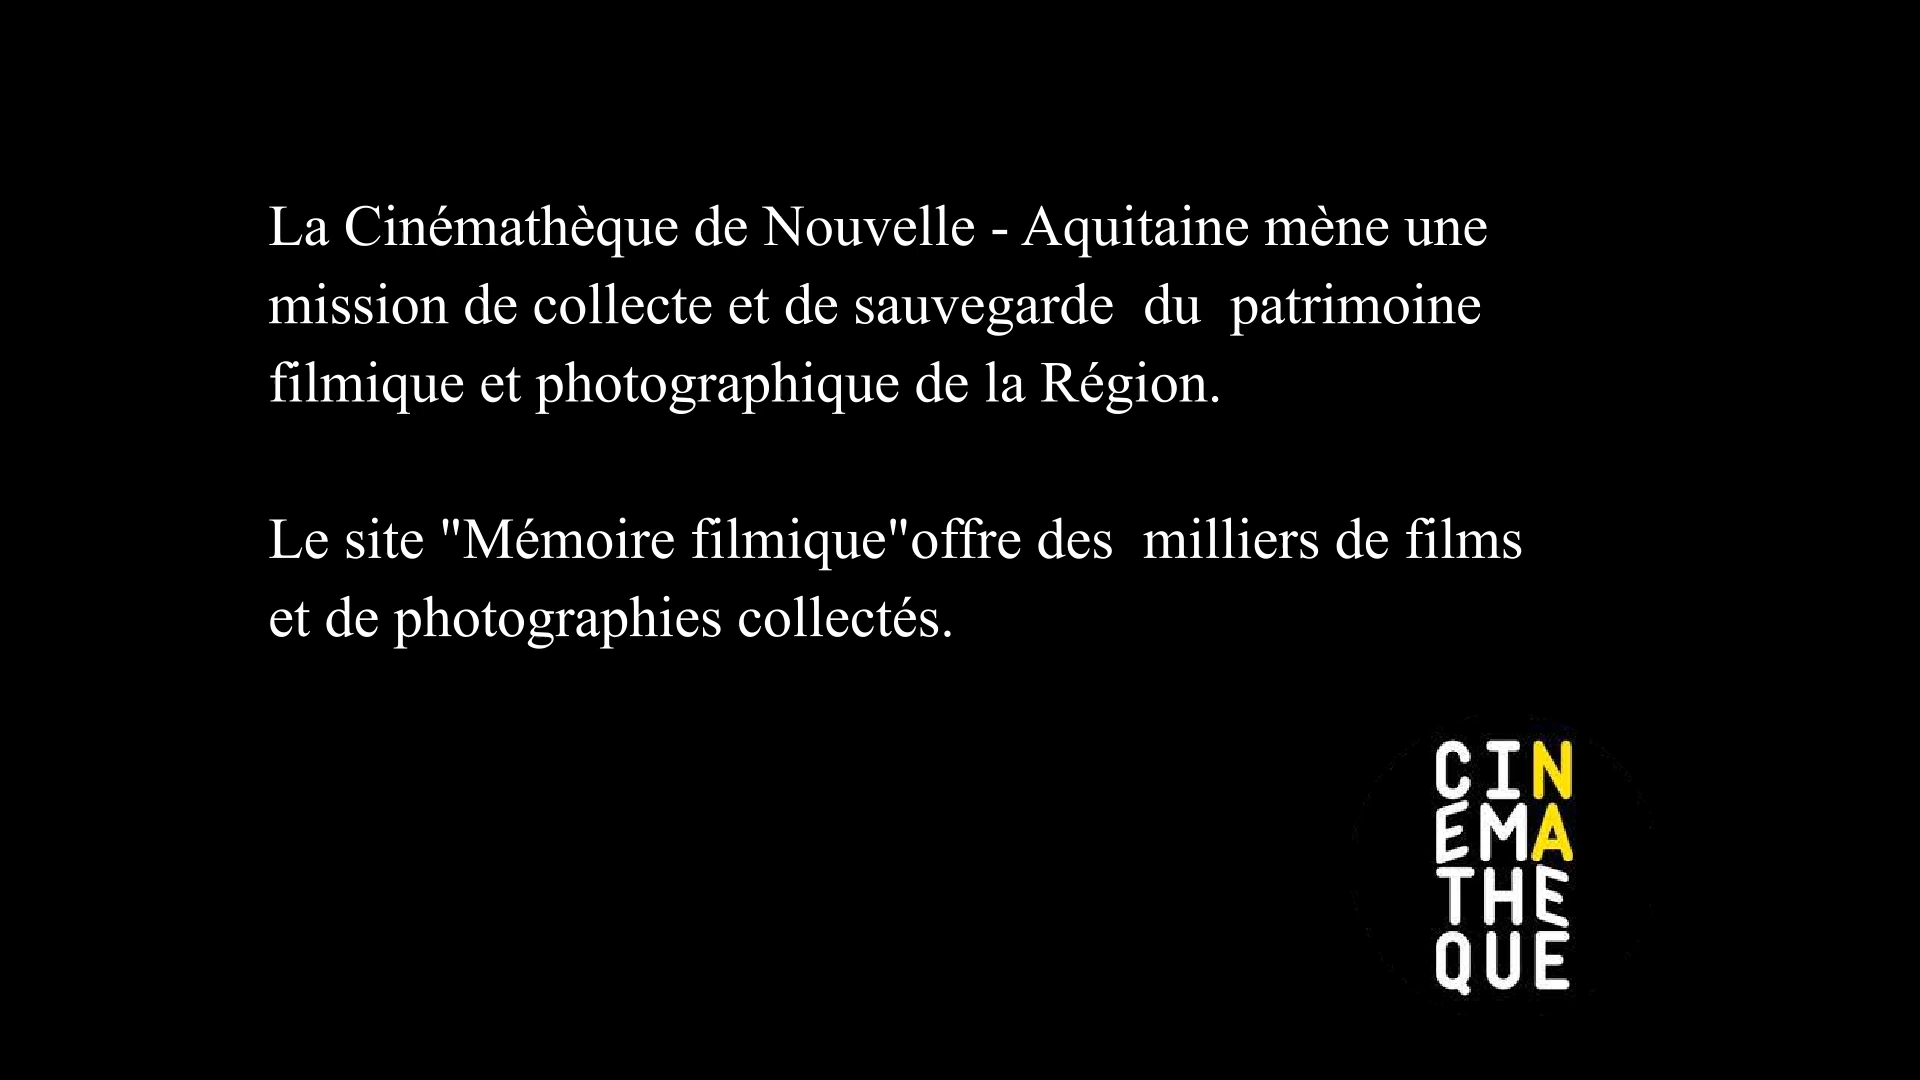 La Cinémathèque de Nouvelle - Aquitaine mène une
mission de collecte et de sauvegarde  du  patrimoine
filmique et photographique de la Région.
Le site "Mémoire filmique"offre des  milliers de films
et de photographies collectés.
CIN
ÉMA
THÈ
QUE